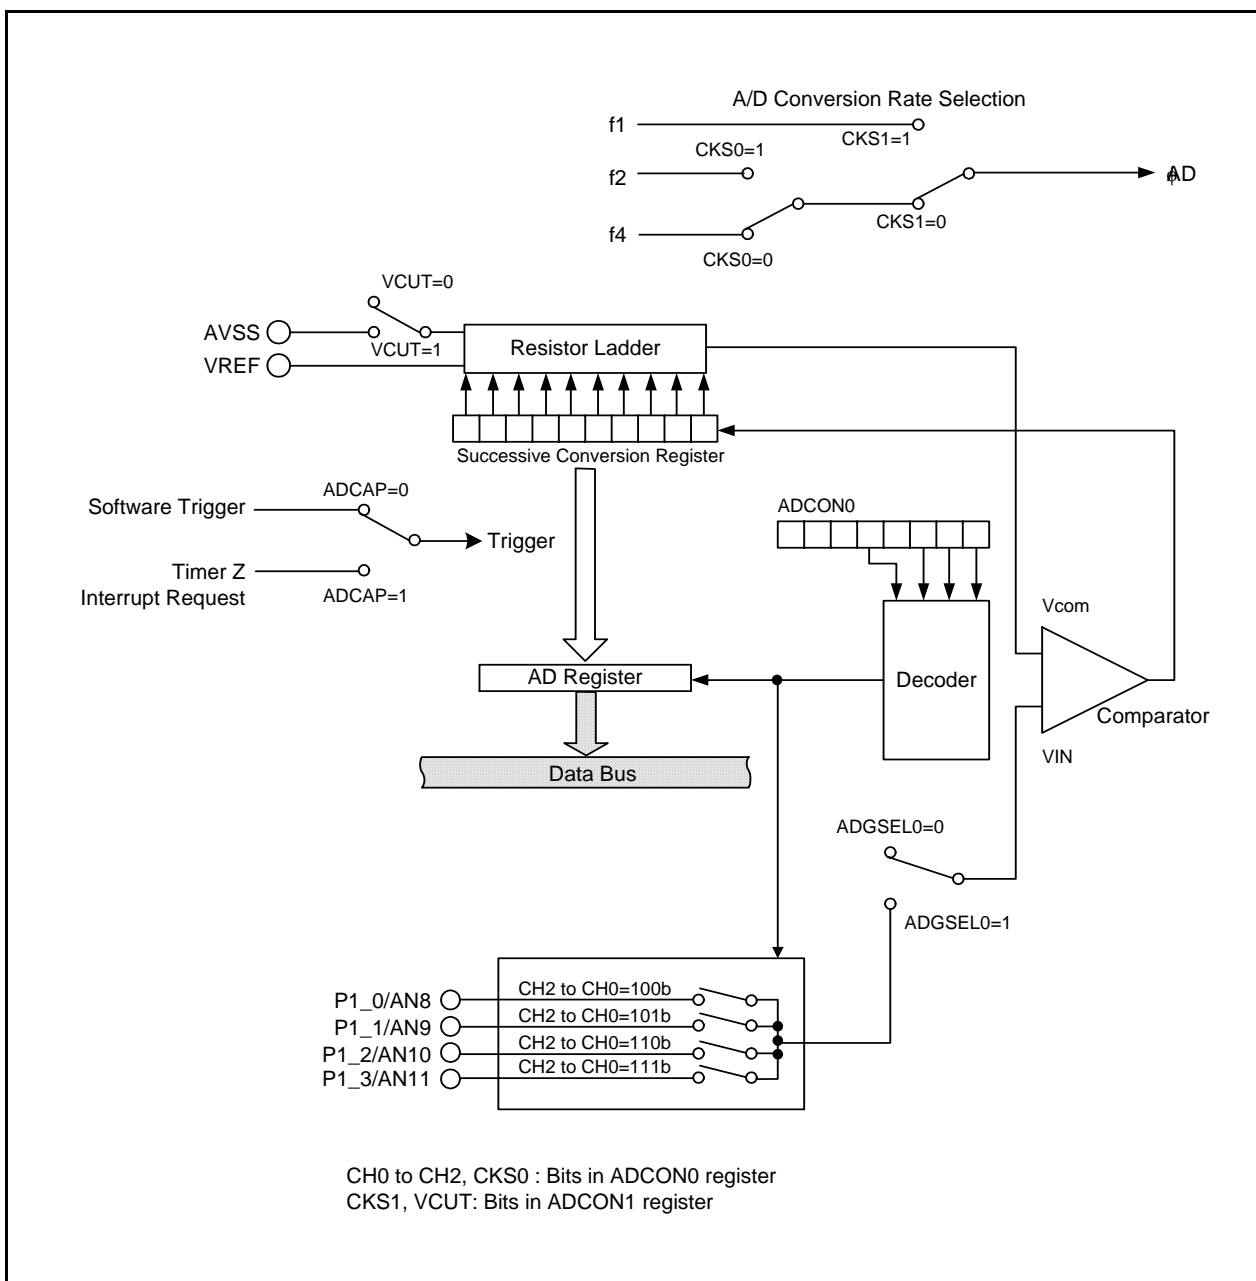 A/D Conversion Rate Selection
f1
CKS1=1
CKS0=1
f2
ϕAD
CKS1=0
f4
CKS0=0
VCUT=0
AVSS
VCUT=1
Resistor Ladder
VREF
Successive Conversion Register
ADCAP=0
Software Trigger
Trigger
Timer Z
Interrupt Request
ADCAP=1
ADCON0
Vcom
AD Register
Decoder
Comparator
VIN
Data Bus
ADGSEL0=0
ADGSEL0=1
P1_0/AN8
CH2 to CH0=100b
P1_1/AN9
CH2 to CH0=101b
P1_2/AN10
CH2 to CH0=110b
P1_3/AN11
CH2 to CH0=111b
CH0 to CH2, CKS0 : Bits in ADCON0 register
CKS1, VCUT: Bits in ADCON1 register